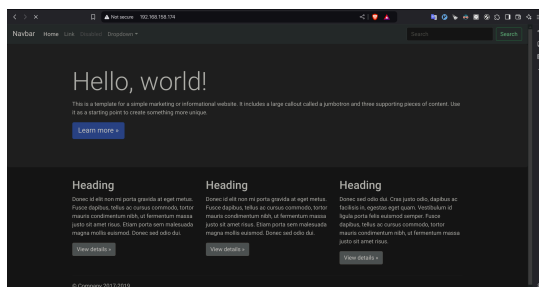 Not secure 192.168.158.174
Navbar Home Link Disabled Dropdown Search Search
Hello, world!
This is a template for a simple marketing or informational website. It includes a large callout called a jumbotron and three supporting pieces of content. Use
it as a starting point to create something more unique.
Learn more »
Heading
Donec id elit non mi porta gravida at eget metus.
Fusce dapibus, tellus ac cursus commodo, tortor
mauris condimentum nibh, ut fermentum massa
justo sit amet risus. Etiam porta sem malesuada
magna mollis euismod. Donec sed odio dui.
View details »
Heading
Donec id elit non mi porta gravida at eget metus.
Fusce dapibus, tellus ac cursus commodo, tortor
mauris condimentum nibh, ut fermentum massa
justo sit amet risus. Etiam porta sem malesuada
magna mollis euismod. Donec sed odio dui.
View details »
Heading
Donec sed odio dui. Cras justo odio, dapibus ac
facilisis in, egestas eget quam. Vestibulum id
ligula porta felis euismod semper. Fusce
dapibus, tellus ac cursus commodo, tortor
mauris condimentum nibh, ut fermentum massa
justo sit amet risus.
View details »
© Company 2017-2019